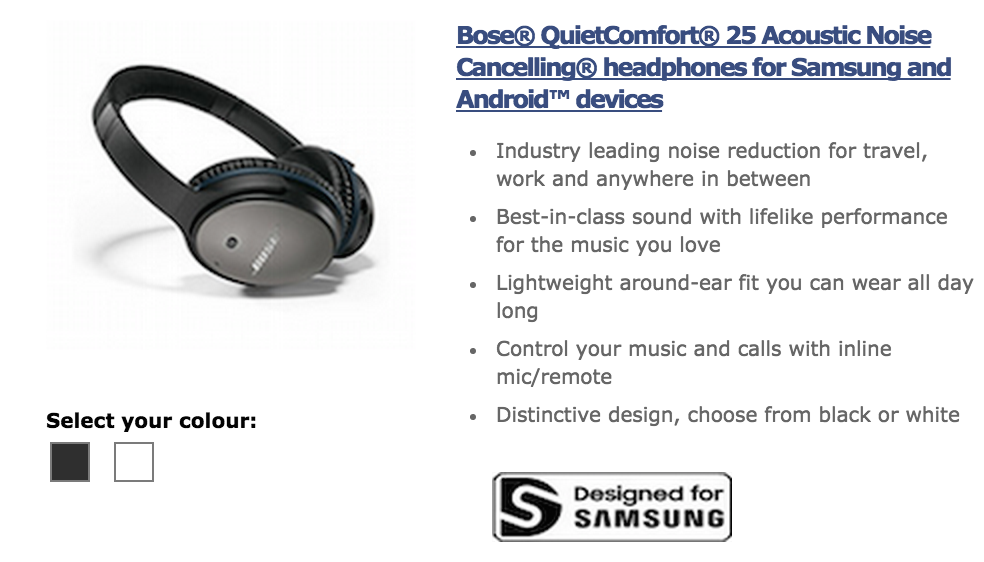 Bose® QuietComfort® 25 Acoustic Noise
Cancelling® headphones for Samsung and
Android™ devices
• Industry leading noise reduction for travel,
work and anywhere in between
• Best-in-class sound with lifelike performance
for the music you love
• Lightweight around-ear fit you can wear all day
long
• Control your music and calls with inline
mic/remote
• Distinctive design, choose from black or white
BOSE
Select your colour:
Designed for
SAMSUNG